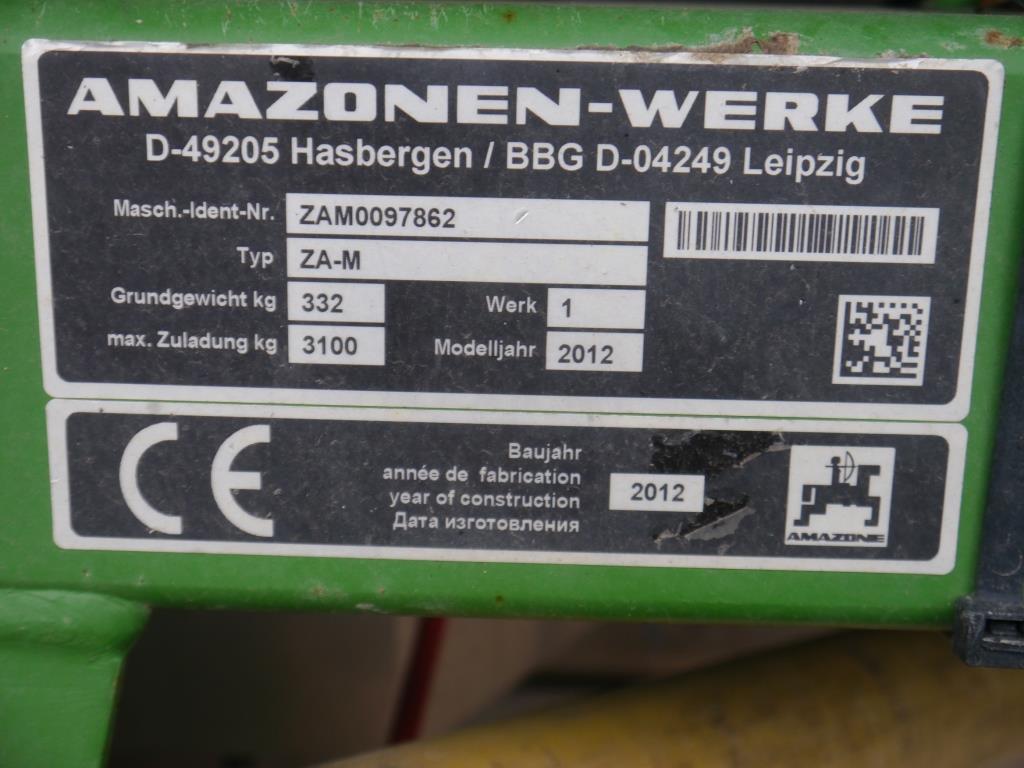 AMAZONEN-WERKE
D-49205 Hasbergen / BBG D-04249 Leipzig
Masch.-Ident-Nr. ZAM0097862
Typ ZA-M
Grundgewicht kg 332 Werk 1
max. Zuladung kg 3100 Modelljahr 2012
CE
Baujahr
année de fabrication
year of construction 2012
Дата изготовления
AMAZONE